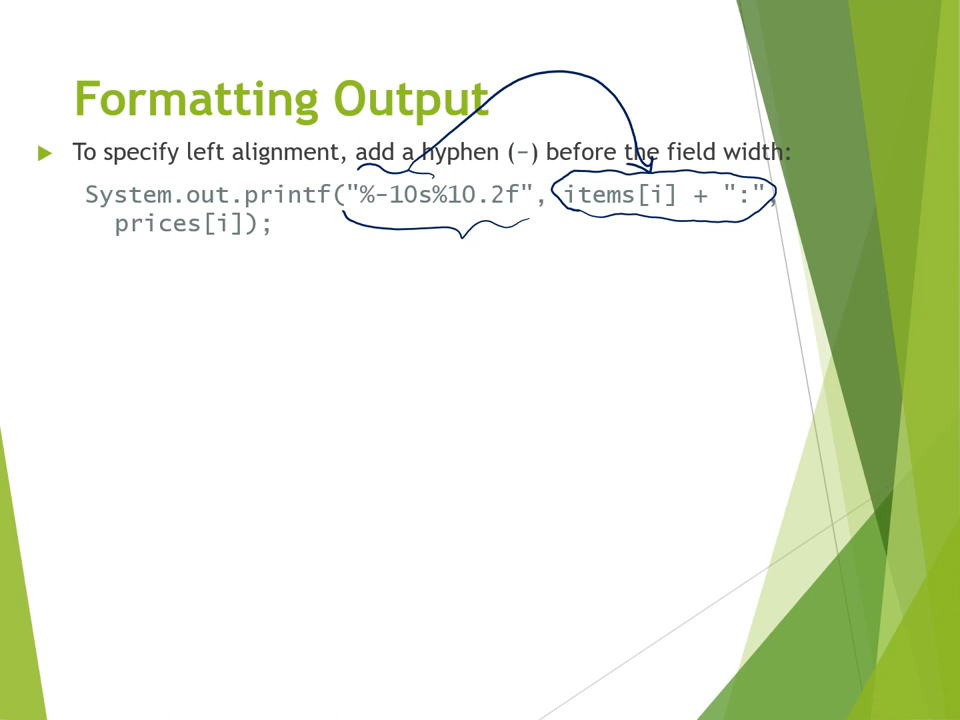 Formatting Output
To specify left alignment, add a hyphen (-) before the field width:
System.out.printf("%-10s%10.2f", items[i] + ":",
prices[i]);